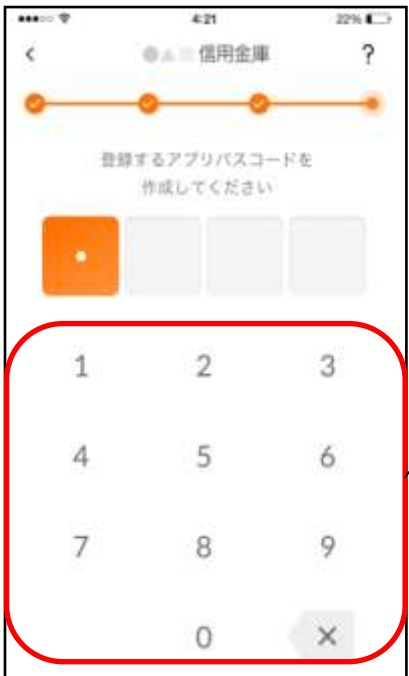 4:21 22%
< ●▲■ 信用金庫 ?
登録するアプリパスコードを
作成してください
1 2 3
4 5 6
7 8 9
0 ×